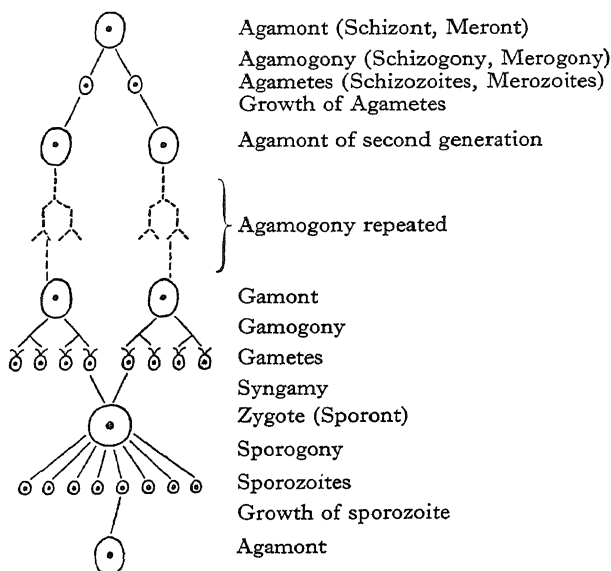 Agamont (Schizont, Meront)
Agamogony (Schizogony, Merogony)
Agametes (Schizozoites, Merozoites)
Growth of Agametes
Agamont of second generation
Agamogony repeated
Gamont
Gamogony
Gametes
Syngamy
Zygote (Sporont)
Sporogony
Sporozoites
Growth of sporozoite
Agamont